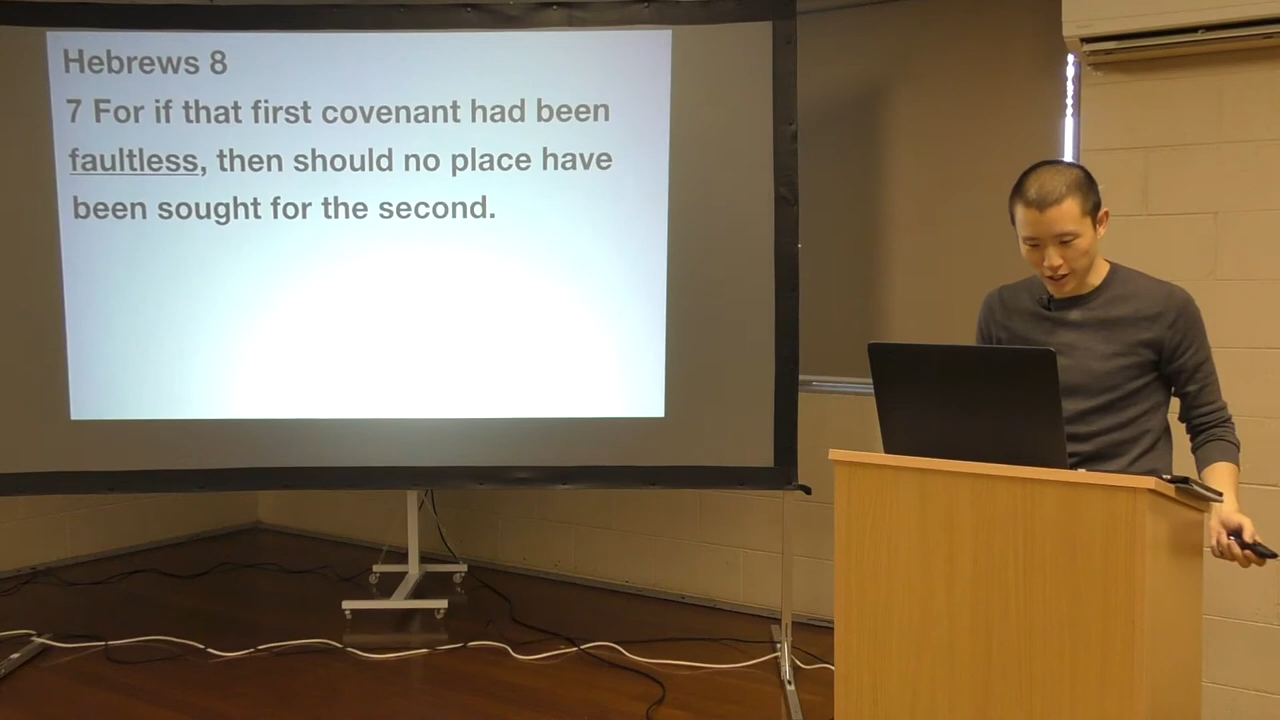 Hebrews 8
7 For if that first covenant had been
faultless, then should no place have
been sought for the second.